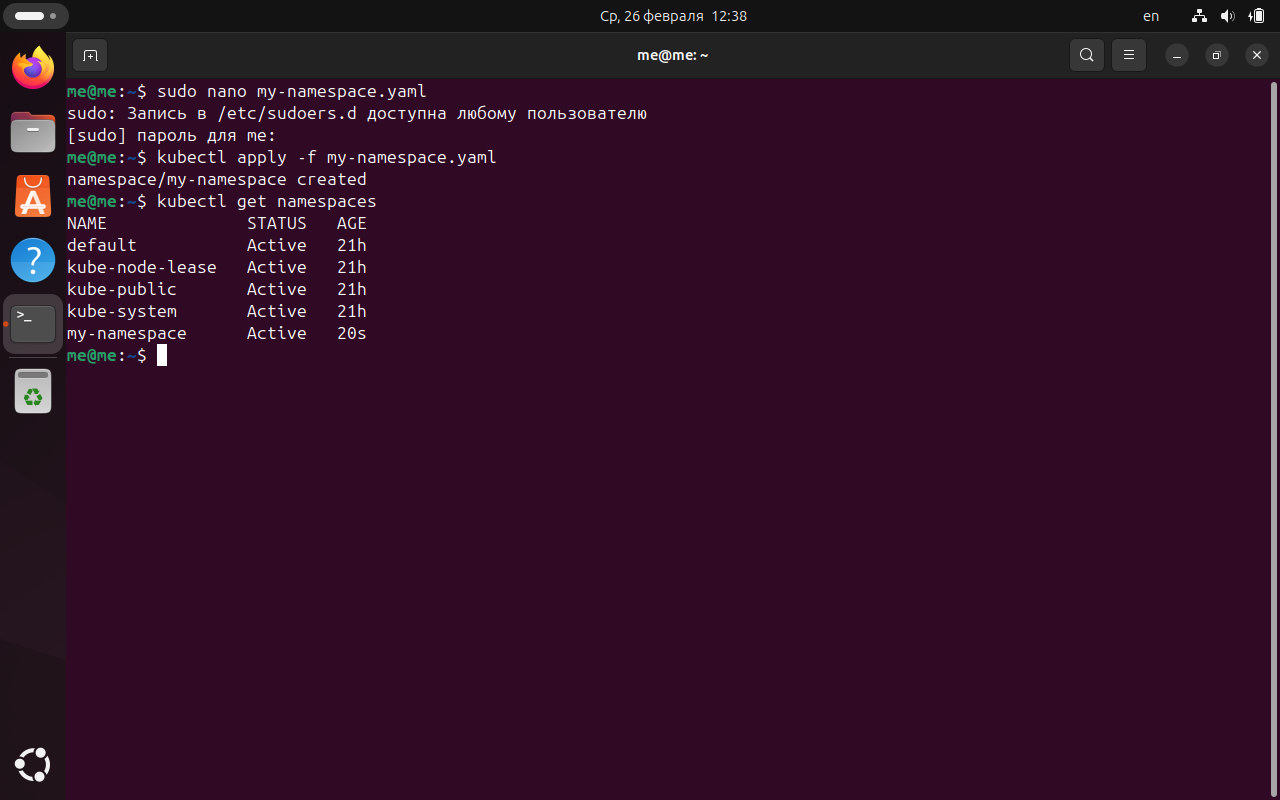 Ср, 26 февраля 12:38
en
me@me: ~
me@me:~$ sudo nano my-namespace.yaml
sudo: Запись в /etc/sudoers.d доступна любому пользователю
[sudo] пароль для me:
me@me:~$ kubectl apply -f my-namespace.yaml
namespace/my-namespace created
me@me:~$ kubectl get namespaces
NAME              STATUS   AGE
default           Active   21h
kube-node-lease   Active   21h
kube-public       Active   21h
kube-system       Active   21h
my-namespace      Active   20s
me@me:~$